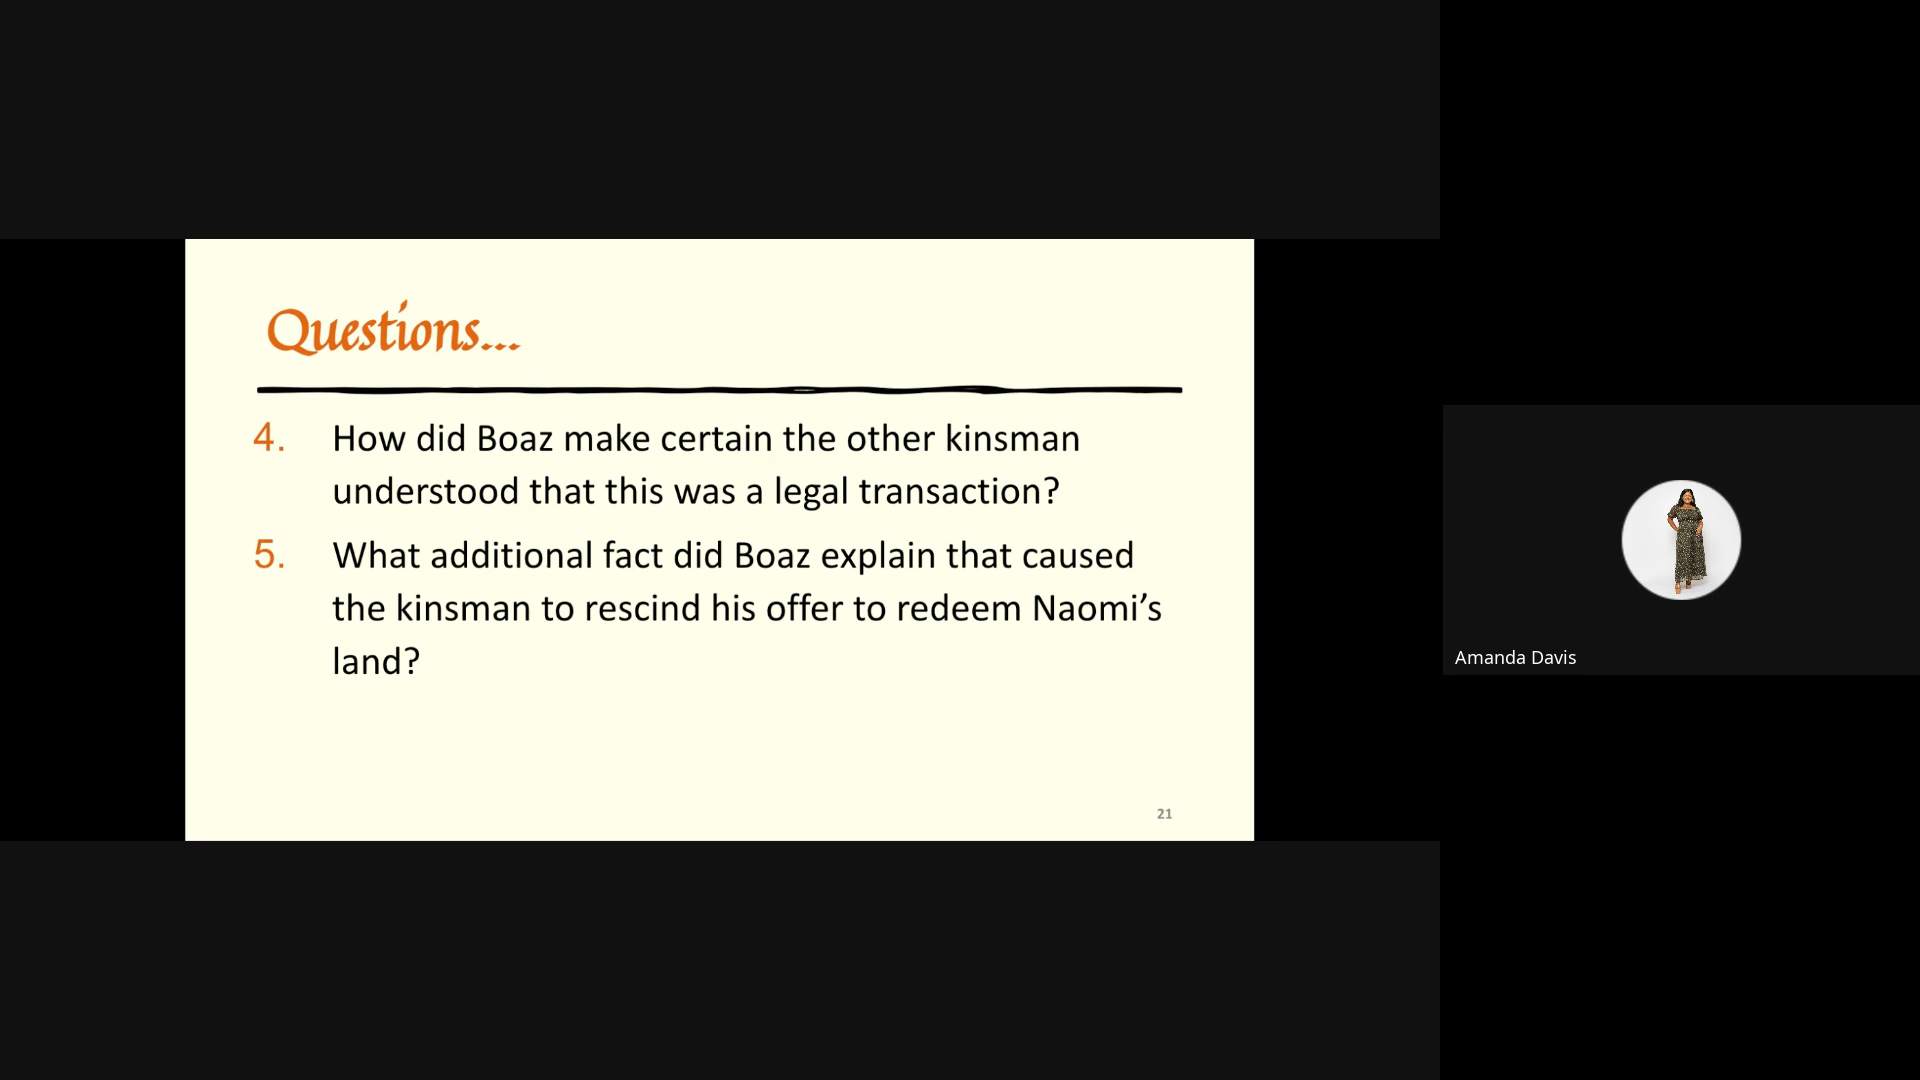 Questions...
4. How did Boaz make certain the other kinsman
understood that this was a legal transaction?
5. What additional fact did Boaz explain that caused
the kinsman to rescind his offer to redeem Naomi’s
land?
21
Amanda Davis